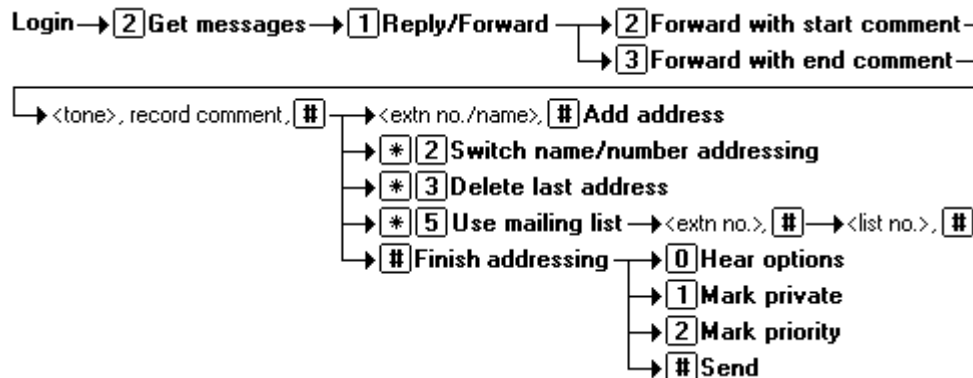 Login 2 Get messages 1 Reply/Forward 2 Forward with start comment
3 Forward with end comment
<tone>, record comment, # <extn no./name>, # Add address
* 2 Switch name/number addressing
* 3 Delete last address
* 5 Use mailing list <extn no.>, # <list no.>, #
# Finish addressing 0 Hear options
1 Mark private
2 Mark priority
# Send